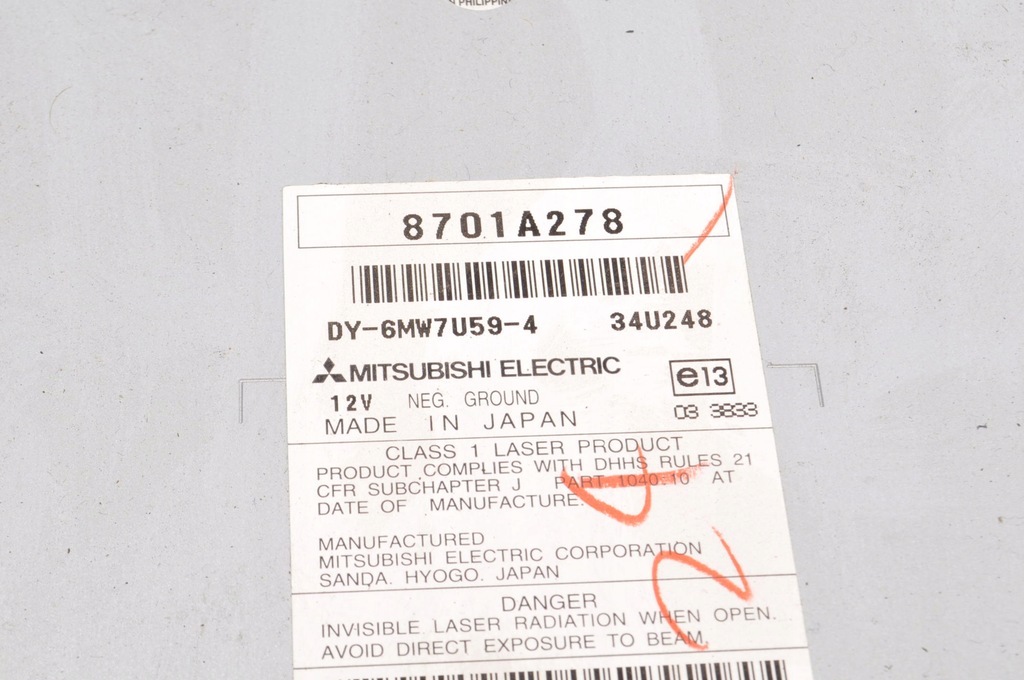 PHILIPPIN
8701A278
DY-6MW7U59-4 34U248
MITSUBISHI ELECTRIC
e13
12V NEG. GROUND
03 3833
MADE IN JAPAN
CLASS 1 LASER PRODUCT
PRODUCT COMPLIES WITH DHHS RULES 21
CFR SUBCHAPTER J PART 1040.10 AT
DATE OF MANUFACTURE.
MANUFACTURED
MITSUBISHI ELECTRIC CORPORATION
SANDA. HYOGO. JAPAN
DANGER
INVISIBLE LASER RADIATION WHEN OPEN.
AVOID DIRECT EXPOSURE TO BEAM.